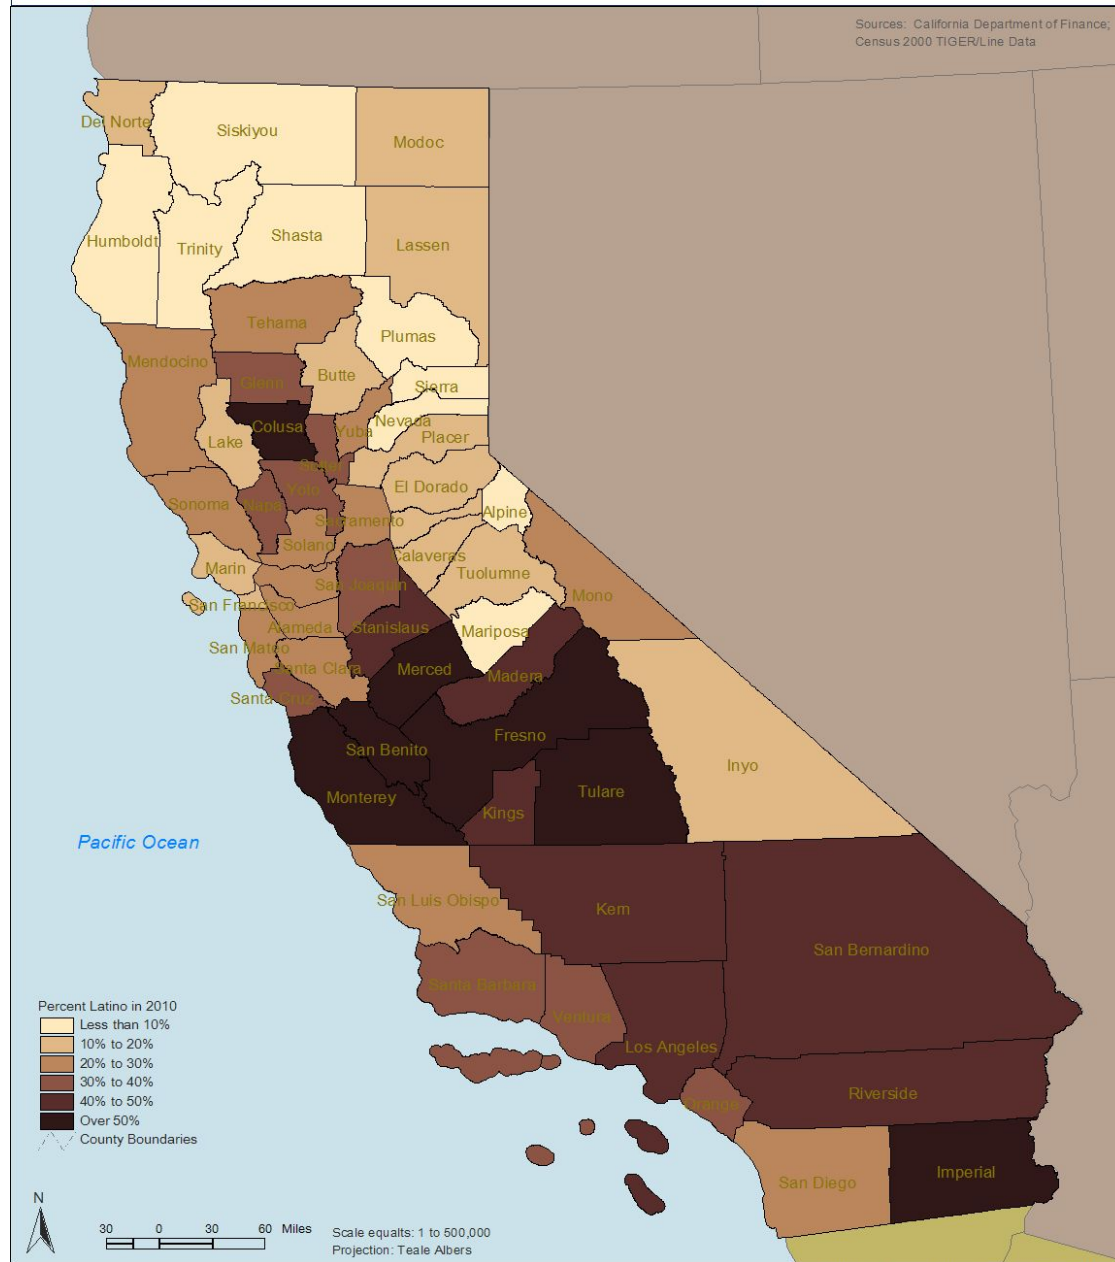 Sources: California Department of Finance;
Census 2000 TIGER/Line Data
Del Norte
Siskiyou
Modoc
Humboldt
Trinity
Shasta
Lassen
Tehama
Plumas
Mendocino
Glenn
Butte
Sierra
Colusa
Lake
Yuba
Nevada
Placer
Sutter
Yolo
El Dorado
Sonoma
Napa
Sacramento
Alpine
Solano
Calaveras
Marin
Tuolumne
San Joaquin
Mono
San Francisco
Alameda
Stanislaus
Mariposa
San Mateo
Santa Clara
Merced
Madera
Santa Cruz
San Benito
Fresno
Inyo
Monterey
Tulare
Kings
Pacific Ocean
San Luis Obispo
Kern
San Bernardino
Santa Barbara
Ventura
Los Angeles
Orange
Riverside
San Diego
Imperial
Percent Latino in 2010
Less than 10%
10% to 20%
20% to 30%
30% to 40%
40% to 50%
Over 50%
County Boundaries
N
30 0 30 60 Miles
Scale equalts: 1 to 500,000
Projection: Teale Albers